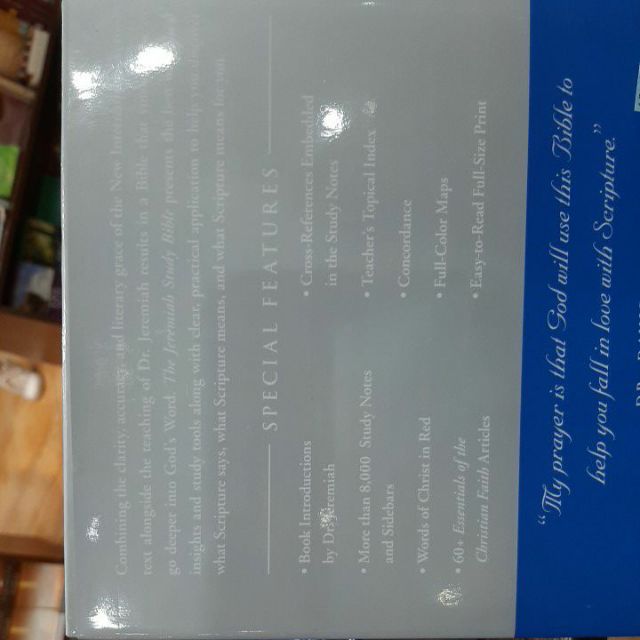 Combining the clarity, accuracy, and literary grace of the New
text alongside the teaching of Dr. Jeremiah results in a Bible that
go deeper into God's Word. The Jeremiah Study Bible presents
insights and study tools along with clear, practical application to help you
what Scripture says, what Scripture means, and what Scripture means for you.
SPECIAL FEATURES
• Book Introductions
by Dr. Jeremiah
• More than 8,000 Study Notes
and Sidebars
• Words of Christ in Red
• 60+ Essentials of the
Christian Faith Articles
• Cross-References Embedded
in the Study Notes
• Teacher's Topical Index
• Concordance
• Full-Color Maps
• Easy-to-Read Full-Size Print
“My prayer is that God will use this Bible to
help you fall in love with Scripture.”